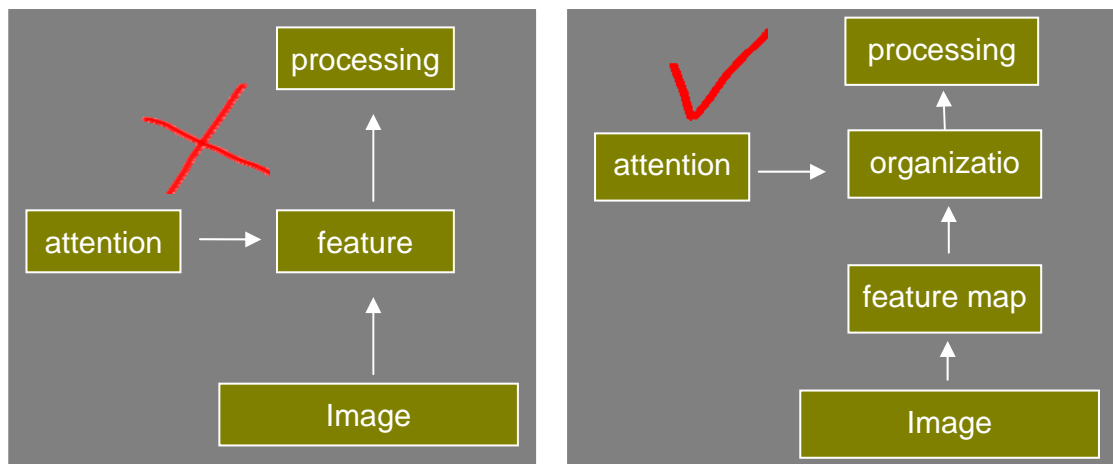 processing
attention
feature
Image
processing
attention
organizatio
feature map
Image